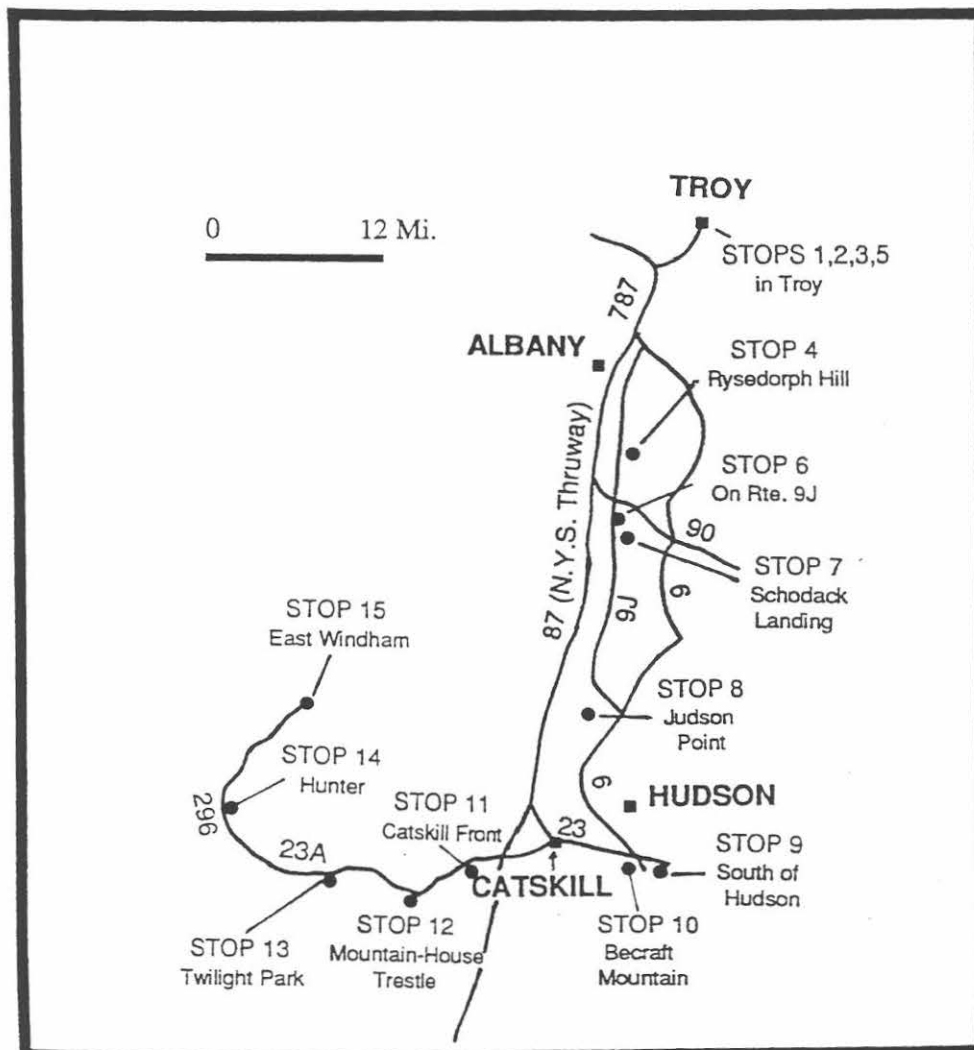 TROY
0 12 Mi.
STOPS 1,2,3,5
in Troy
787
ALBANY
STOP 4
Rysedorph Hill
87 (N.Y.S. Thruway)
STOP 6
On Rte. 9J
90
STOP 7
Schodack
Landing
9
9J
STOP 15
East Windham
STOP 8
Judson
Point
STOP 14
Hunter
296
9
HUDSON
STOP 11
Catskill Front
23
STOP 9
South of
Hudson
23A
CATSKILL
STOP 13
Twilight Park
STOP 12
Mountain-House
Trestle
STOP 10
Becraft
Mountain